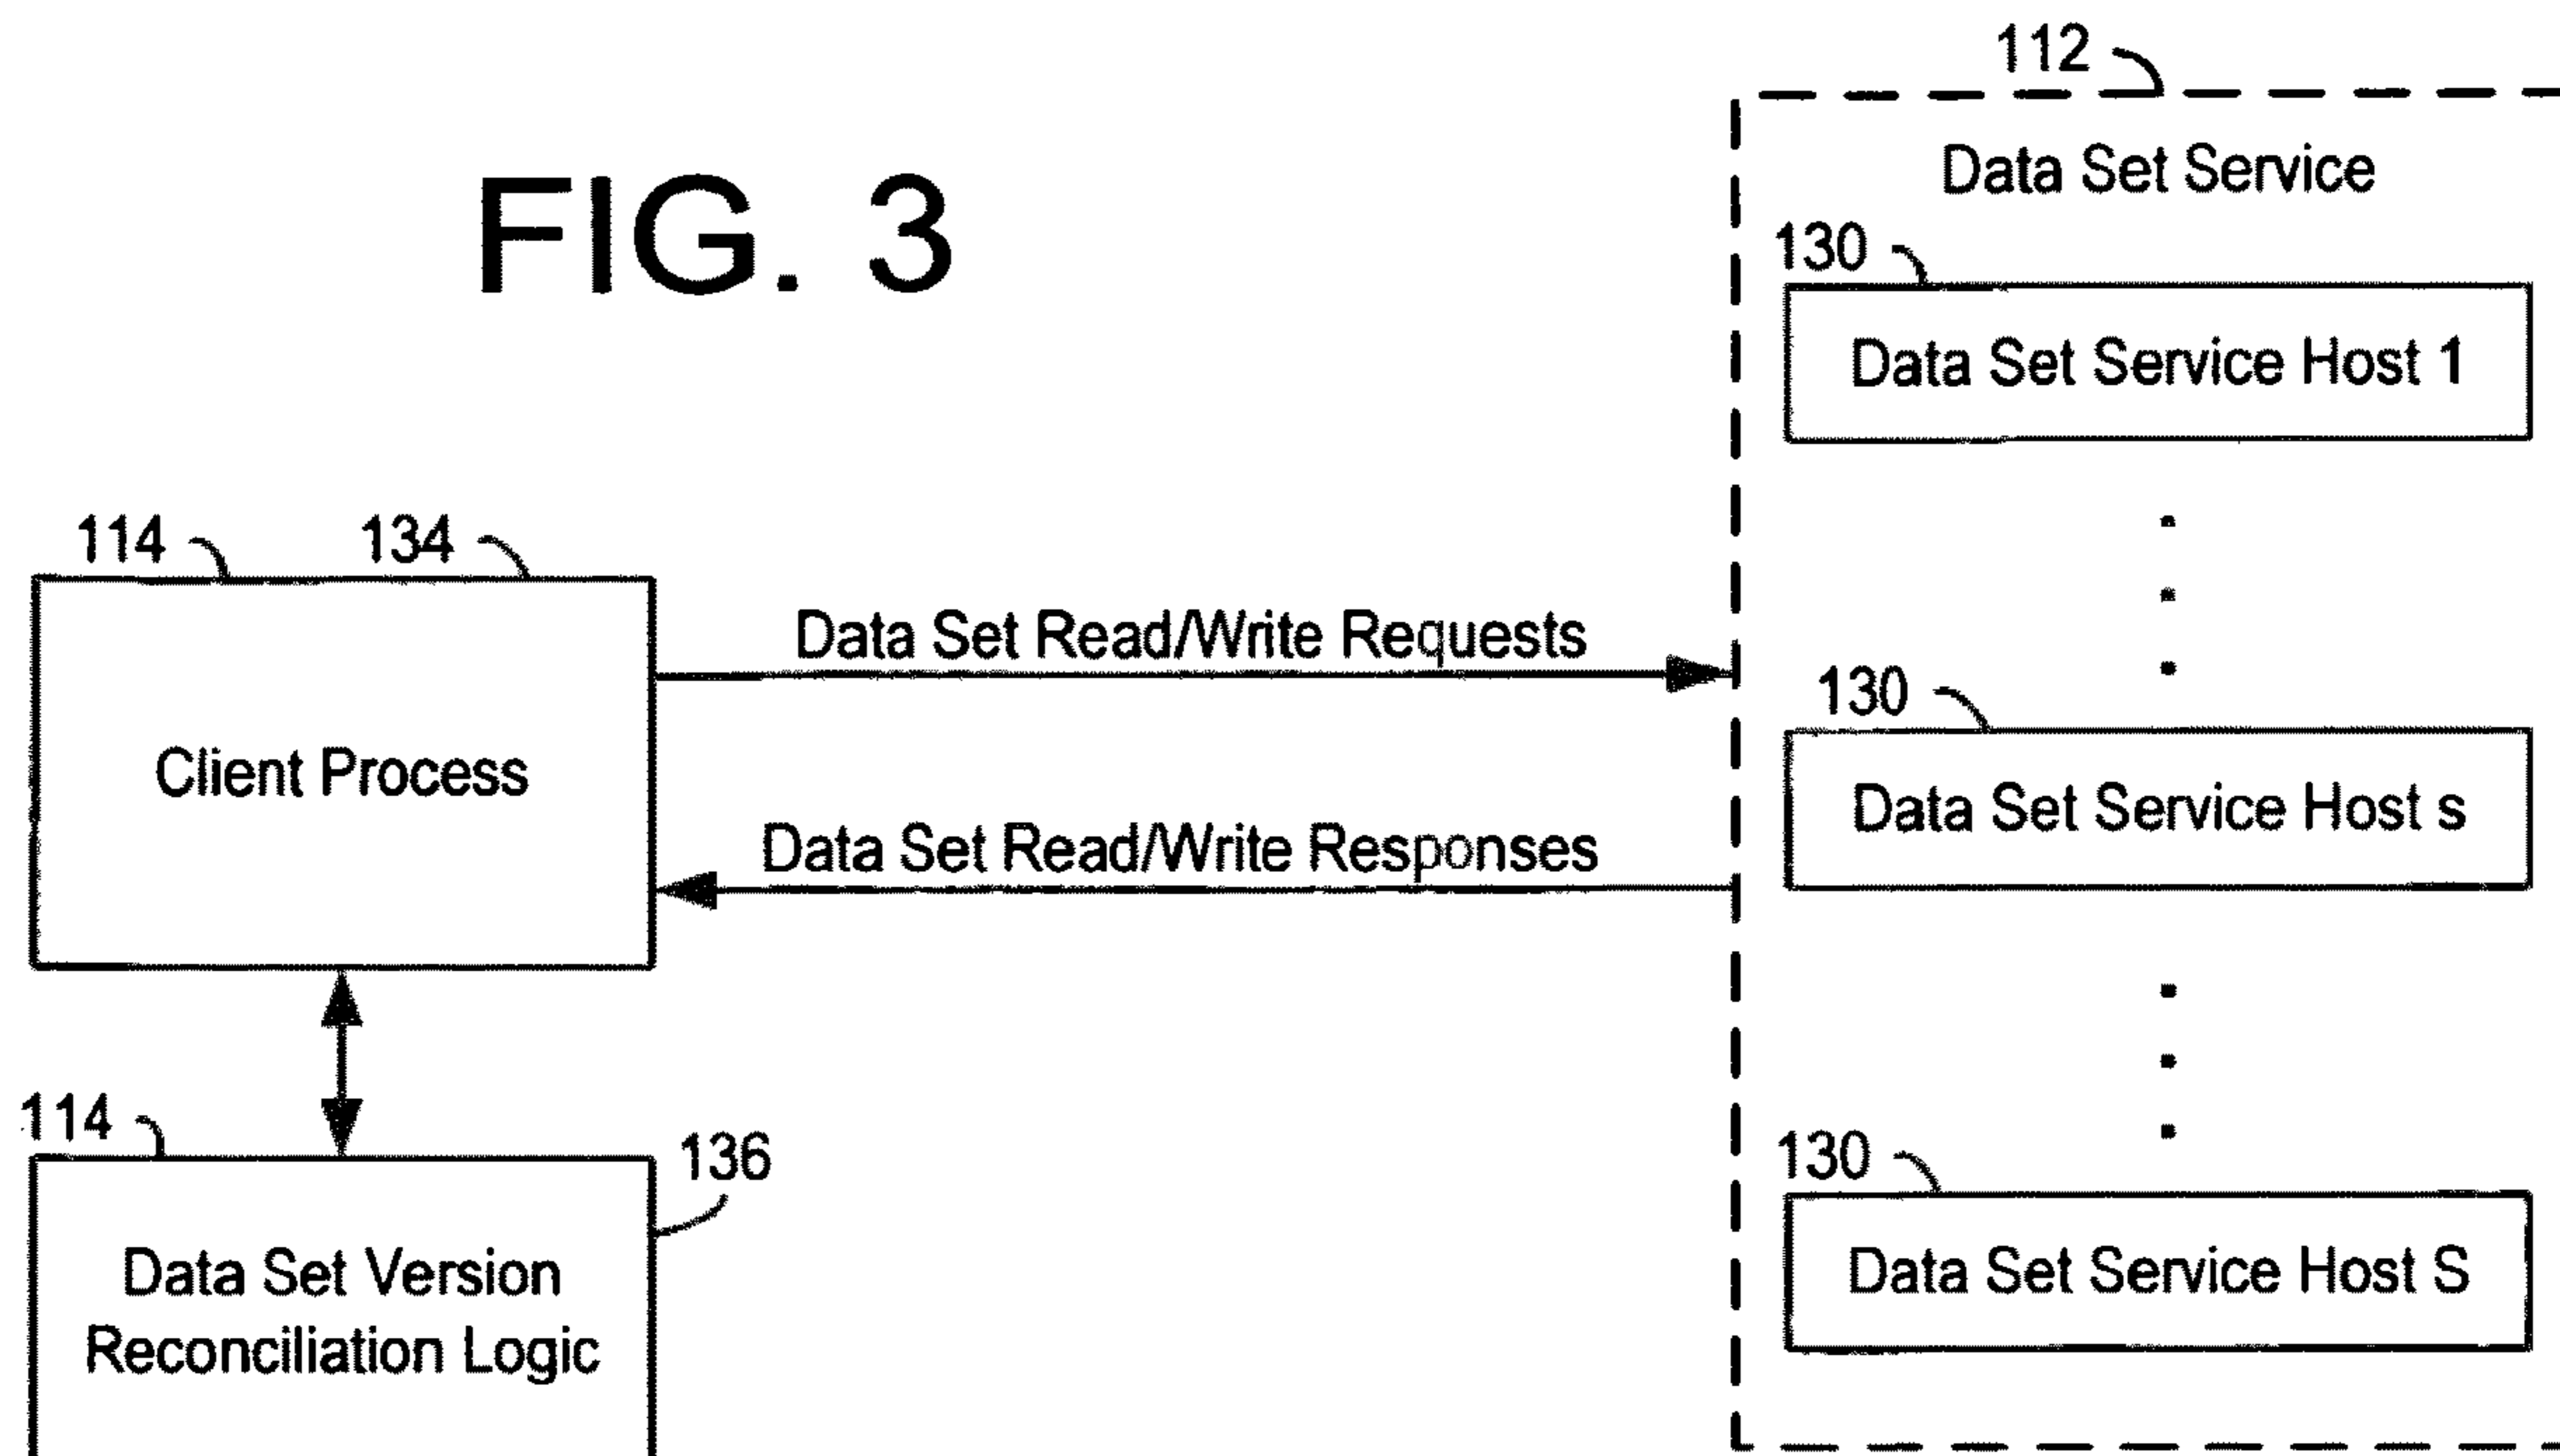 FIG. 3
112
Data Set Service
130
Data Set Service Host 1
114
134
Client Process
Data Set Read/Write Requests
Data Set Read/Write Responses
130
Data Set Service Host s
114
136
Data Set Version
Reconciliation Logic
130
Data Set Service Host S